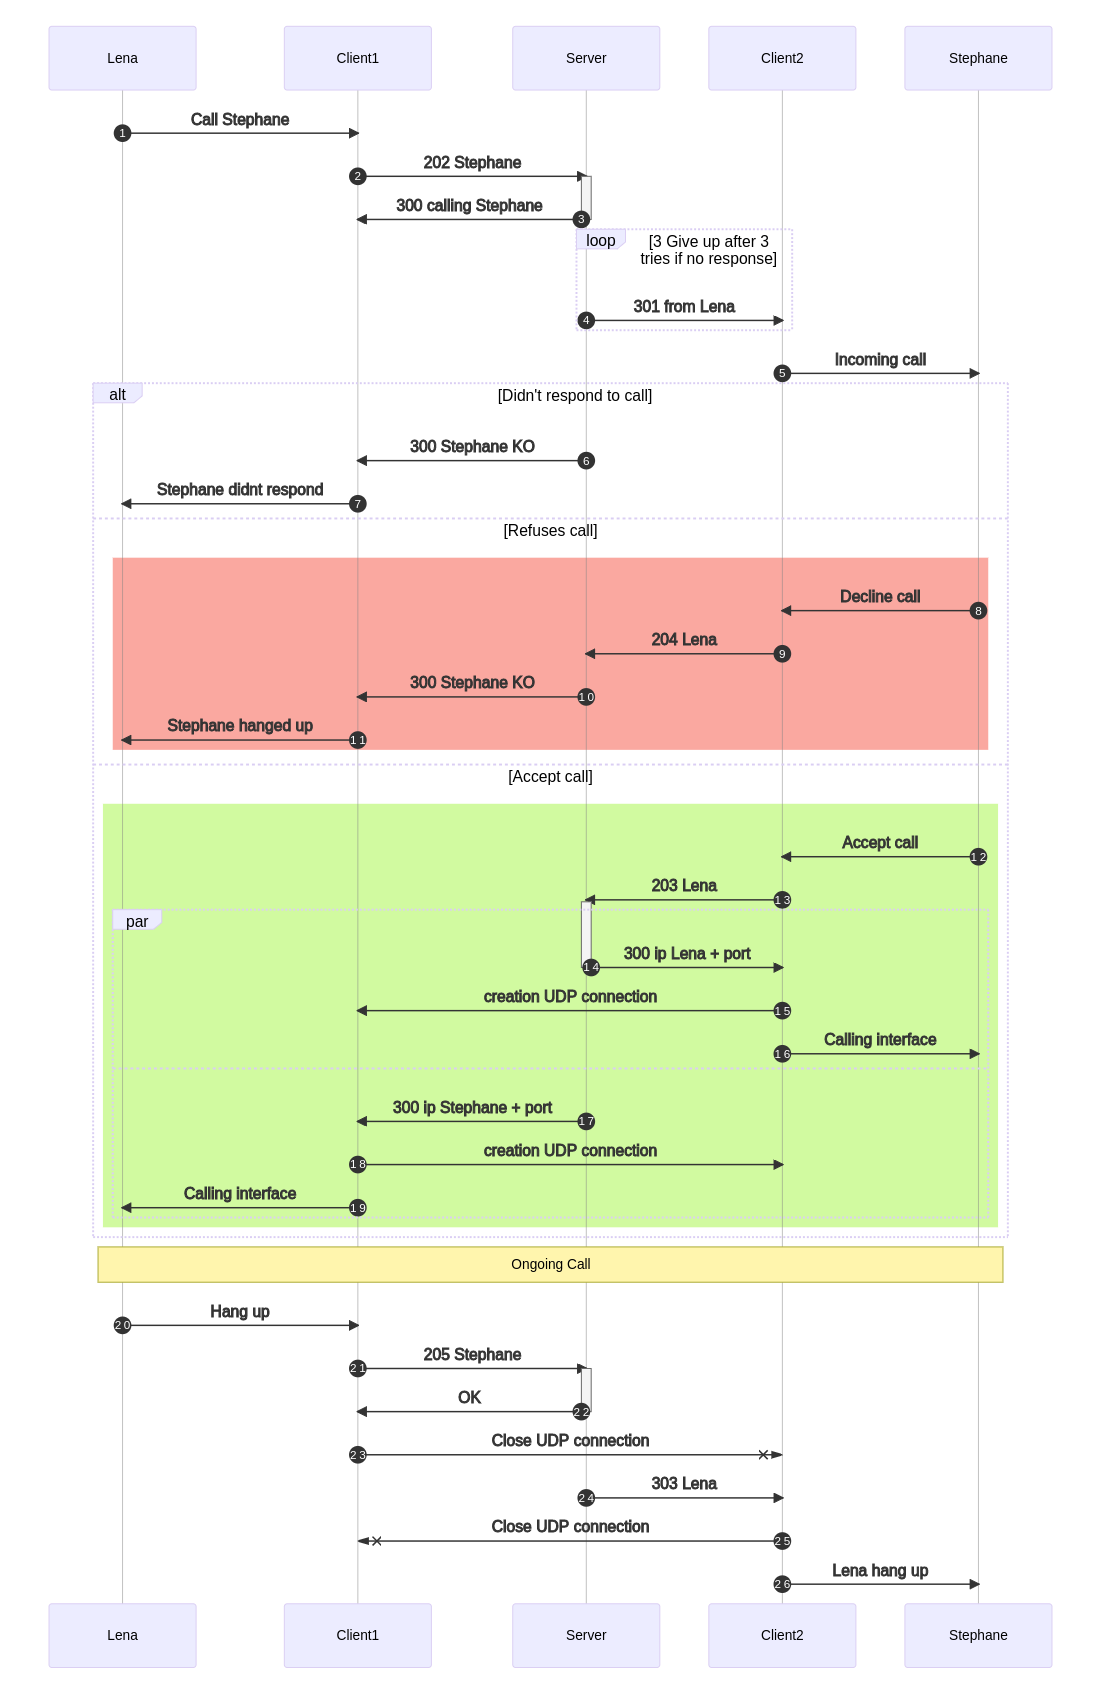 Lena
Client1
Server
Client2
Stephane
1
Call Stephane
2
202 Stephane
3
300 calling Stephane
loop
[3 Give up after 3
tries if no response]
4
301 from Lena
5
Incoming call
alt
[Didn't respond to call]
6
300 Stephane KO
7
Stephane didnt respond
[Refuses call]
8
Decline call
9
204 Lena
10
300 Stephane KO
11
Stephane hanged up
[Accept call]
12
Accept call
13
203 Lena
par
14
300 ip Lena + port
15
creation UDP connection
16
Calling interface
17
300 ip Stephane + port
18
creation UDP connection
19
Calling interface
Ongoing Call
20
Hang up
21
205 Stephane
22
OK
23
Close UDP connection
24
303 Lena
25
Close UDP connection
26
Lena hang up
Lena
Client1
Server
Client2
Stephane